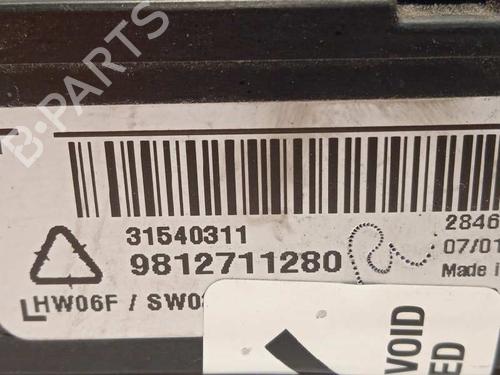 B-PARTS
31540311
9812711280
2846
07/01
Made i
HW06F / SW0
VOID
ED